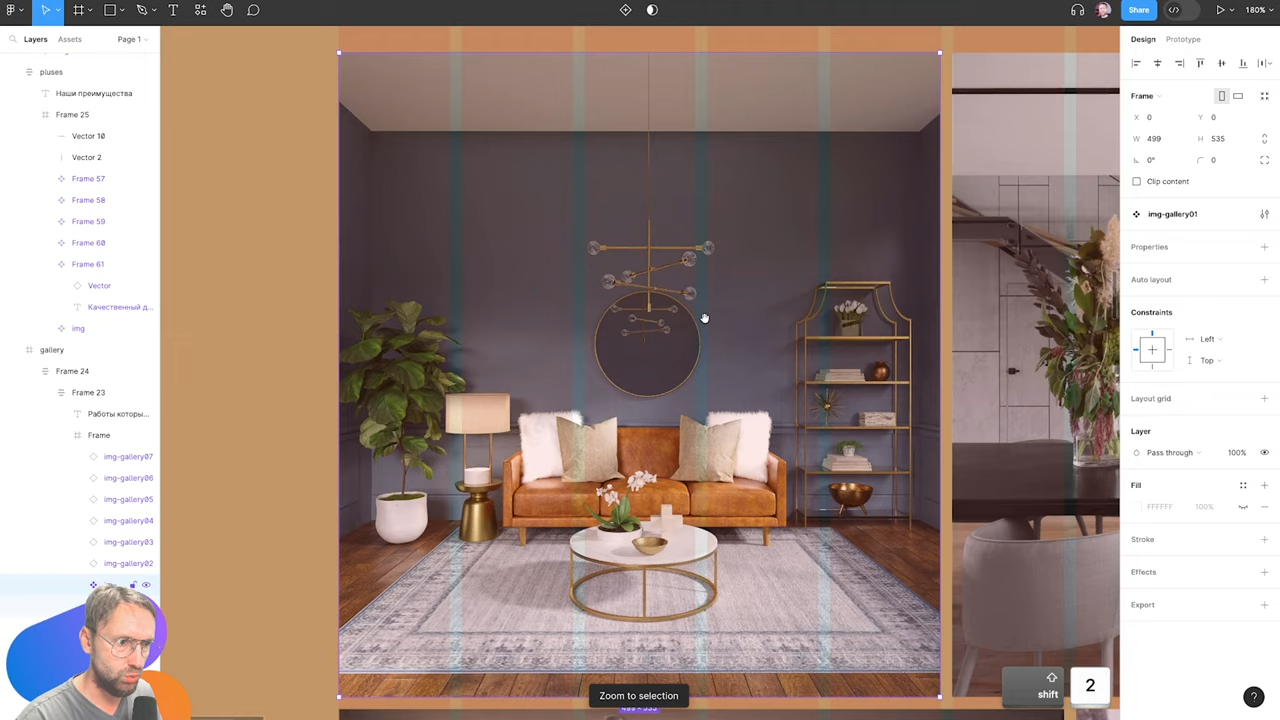 Share
180%
Layers
Assets
Page 1
Design
Prototype
pluses
Наши преимущества
Frame 25
Vector 10
Vector 2
Frame 57
Frame 58
Frame 59
Frame 60
Frame 61
Vector
Качественный д...
img
gallery
Frame 24
Frame 23
Работы которы...
Frame
img-gallery07
img-gallery06
img-gallery05
img-gallery04
img-gallery03
img-gallery02
Frame
X 0
Y 0
W 499
H 535
0°
0
Clip content
img-gallery01
Properties
Auto layout
Constraints
Left
Top
Layout grid
Layer
Pass through
100%
Fill
FFFFFF
100%
Stroke
Effects
Export
Zoom to selection
499 × 535
shift
2
?